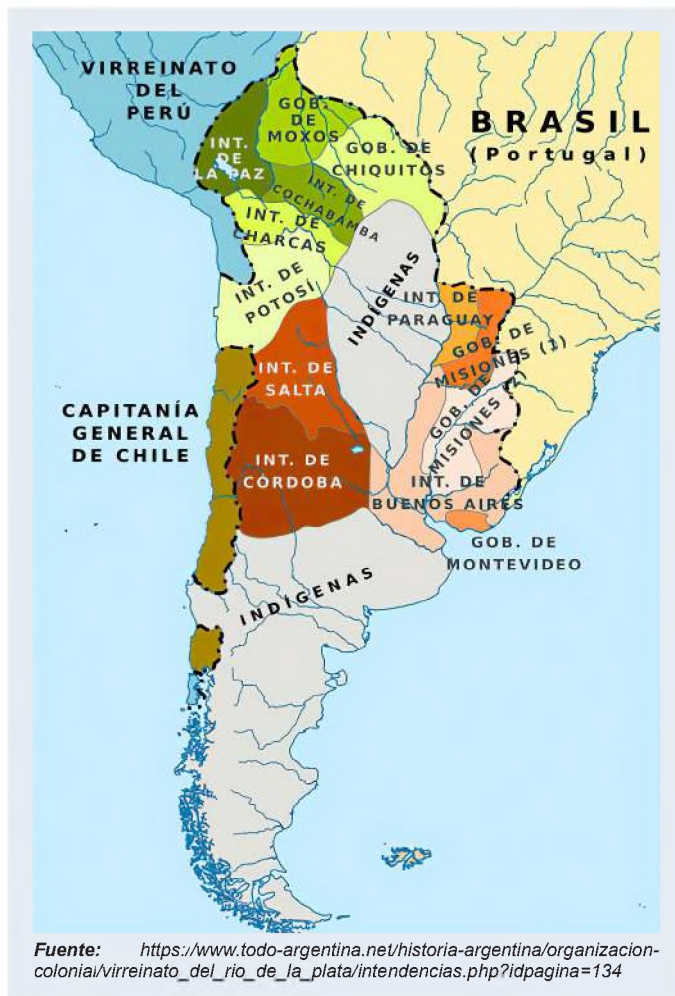 VIRREINATO
DEL
PERÚ
GOB.
DE
MOXOS
BRASIL
(Portugal)
INT.
DE
LA PAZ
GOB. DE
CHIQUITOS
INT. DE
COCHABAMBA
INT. DE
CHARCAS
INT. DE
POTOSÍ
INDÍGENAS
INT. DE
PARAGUAY
GOB. DE
MISIONES (1)
INT. DE
SALTA
GOB. DE
MISIONES (2)
CAPITANÍA
GENERAL
DE CHILE
INT. DE
CÓRDOBA
INT. DE
BUENOS AIRES
GOB. DE
MONTEVIDEO
INDÍGENAS
Fuente: https://www.todo-argentina.net/historia-argentina/organizacion-
colonial/virreinato_del_rio_de_la_plata/intendencias.php?idpagina=134